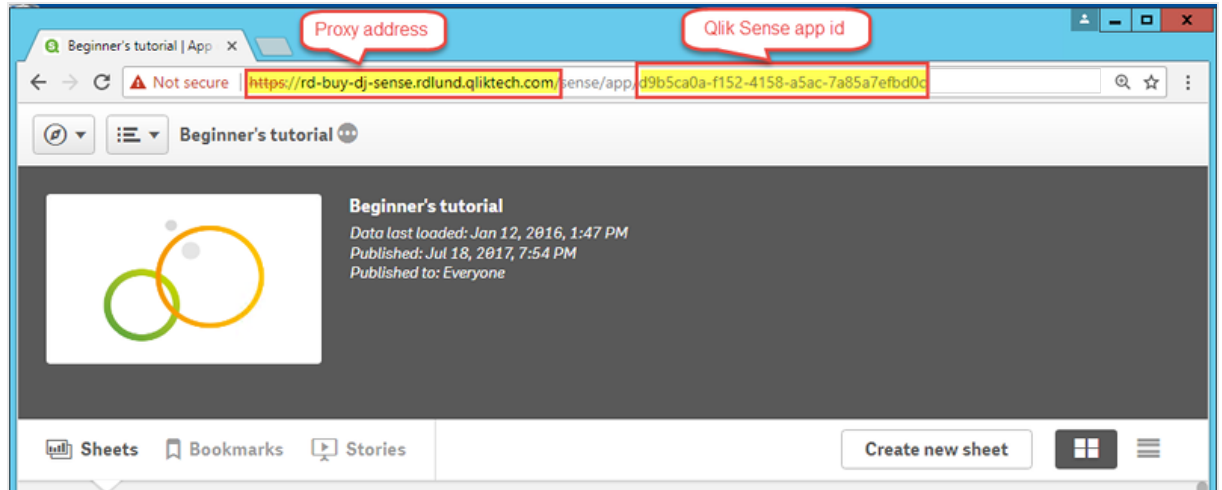 Proxy address
Qlik Sense app id
Beginner's tutorial | App
Not secure | https://rd-buy-dj-sense.rdlund.qliktech.com/sense/app/d9b5ca0a-f152-4158-a5ac-7a85a7efbd0c
Beginner's tutorial
Beginner's tutorial
Data last loaded: Jan 12, 2016, 1:47 PM
Published: Jul 18, 2017, 7:54 PM
Published to: Everyone
Sheets Bookmarks Stories Create new sheet